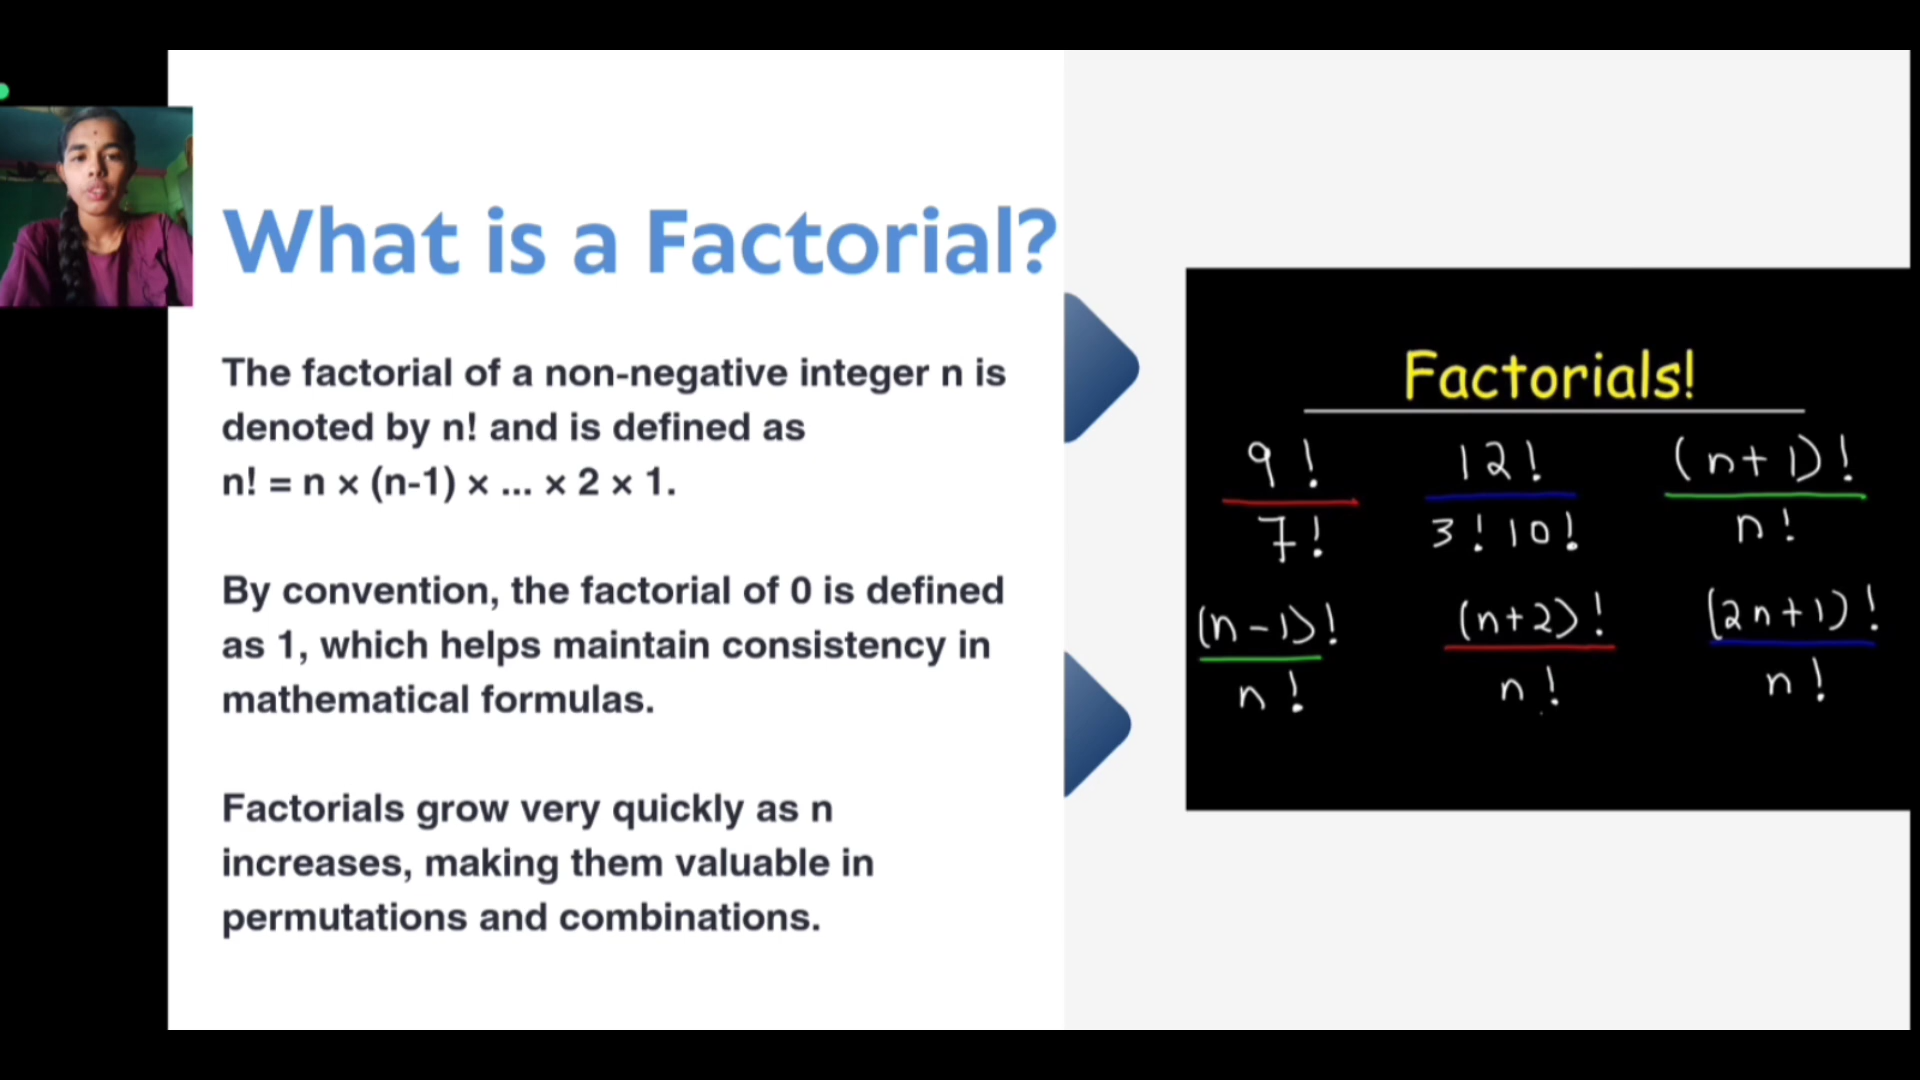 What is a Factorial?
The factorial of a non-negative integer n is
denoted by n! and is defined as
n! = n × (n-1) × ... × 2 × 1.
By convention, the factorial of 0 is defined
as 1, which helps maintain consistency in
mathematical formulas.
Factorials grow very quickly as n
increases, making them valuable in
permutations and combinations.
Factorials!
9! 12! (n+1)!
7! 3!10! n!
(n-1)! (n+2)! (2n+1)!
n! n! n!